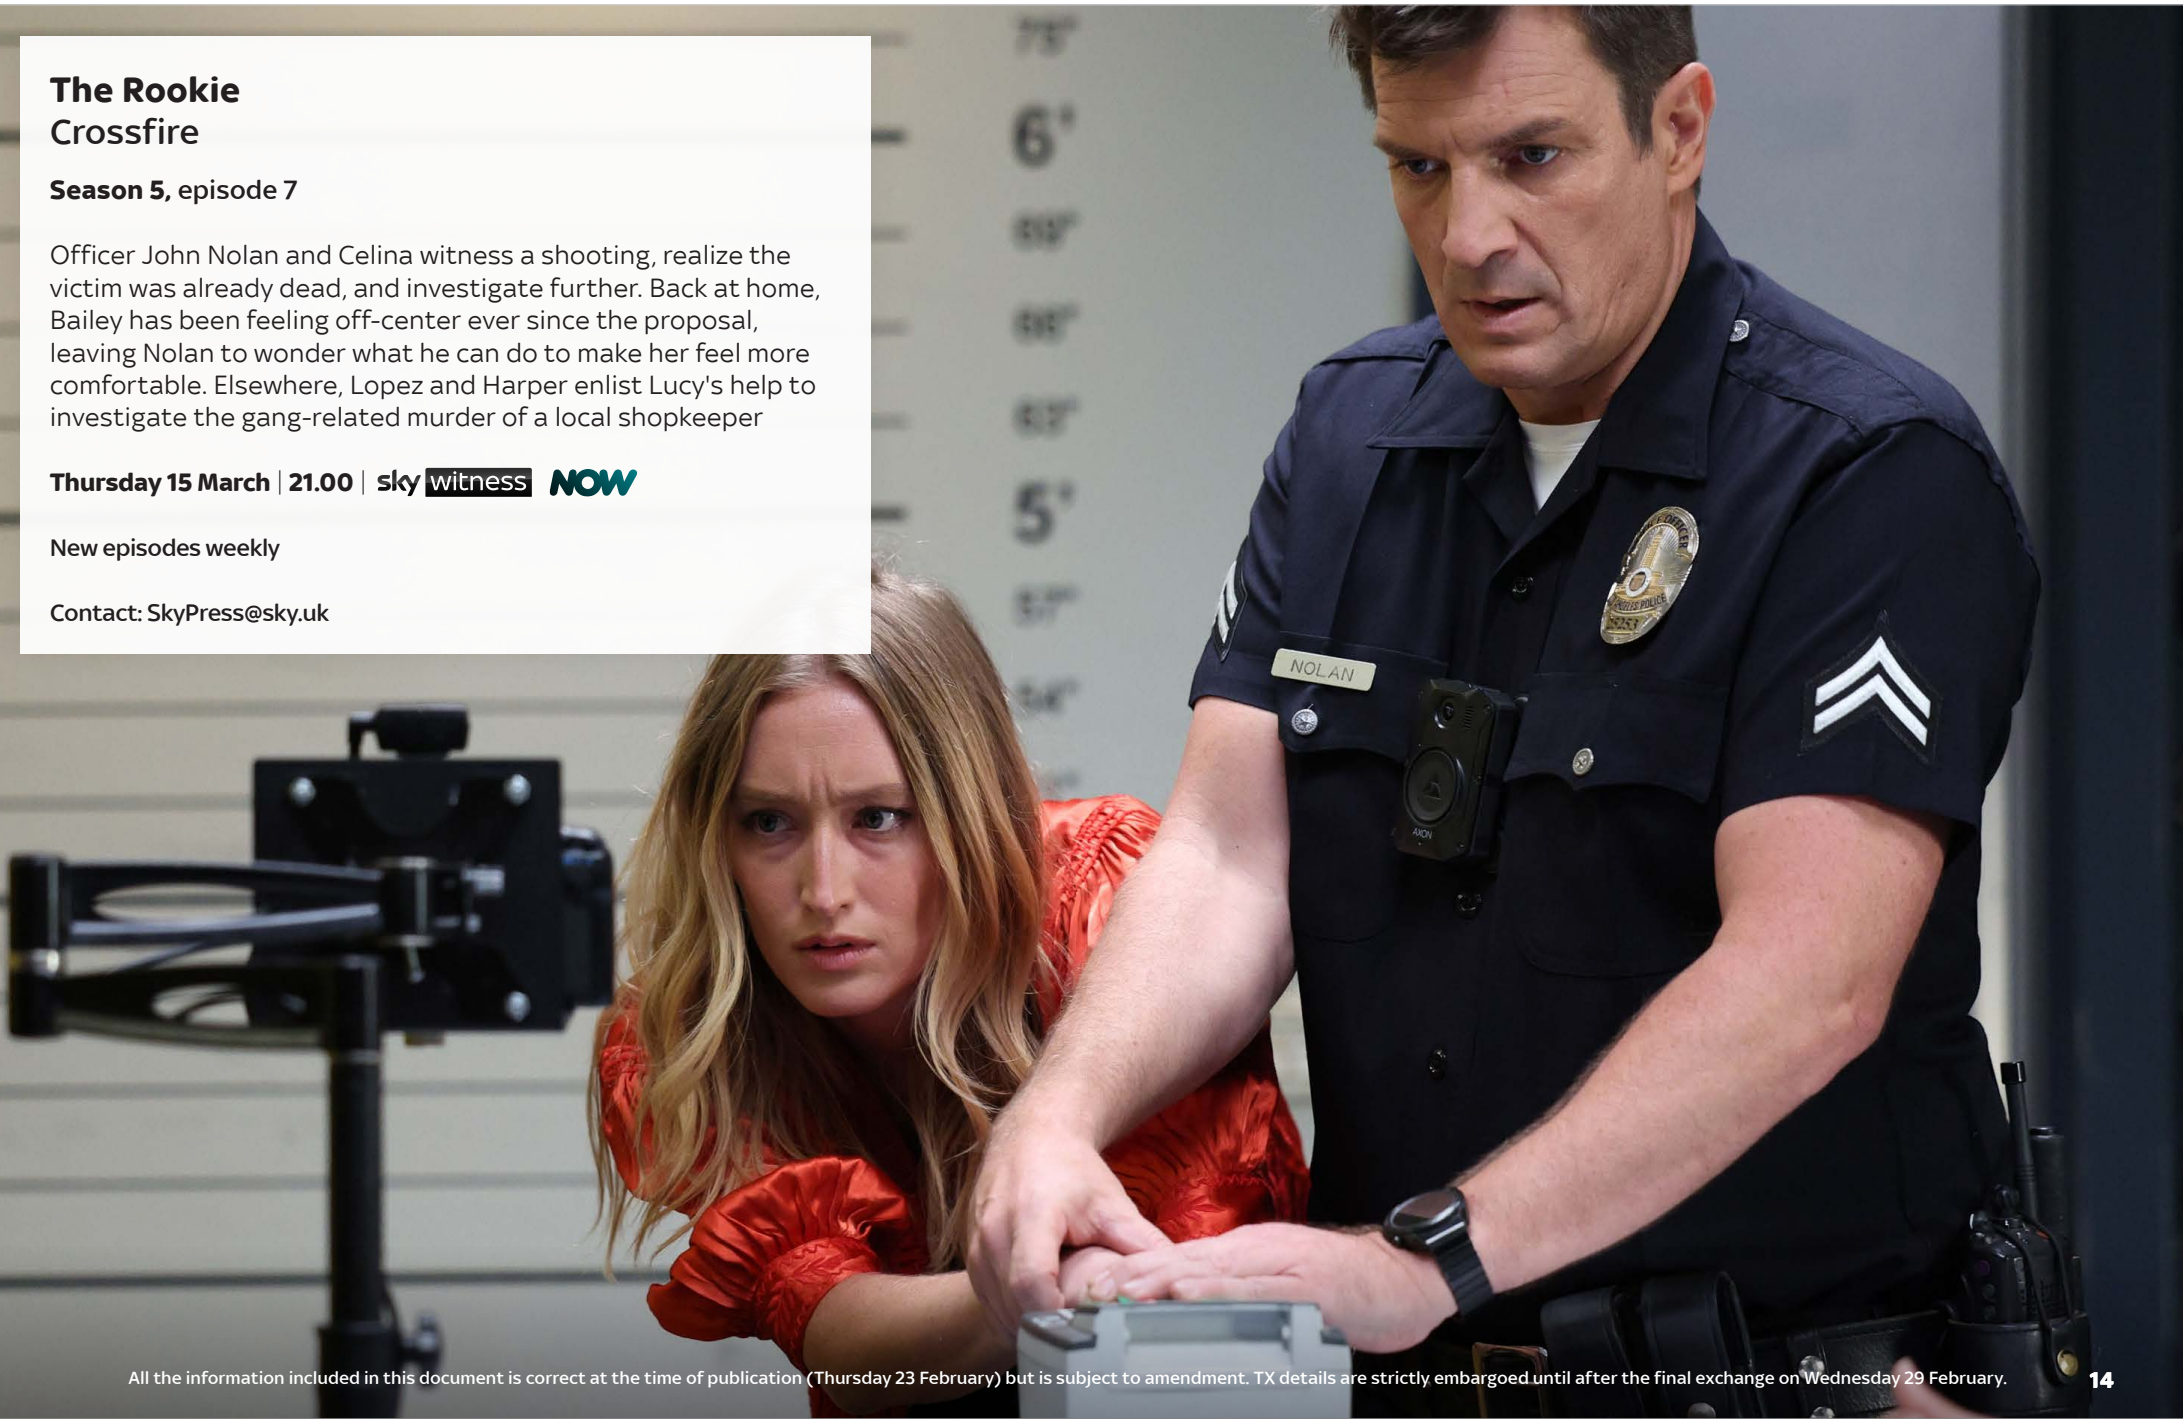 The Rookie
Crossfire
Season 5, episode 7
Officer John Nolan and Celina witness a shooting, realize the
victim was already dead, and investigate further. Back at home,
Bailey has been feeling off-center ever since the proposal,
leaving Nolan to wonder what he can do to make her feel more
comfortable. Elsewhere, Lopez and Harper enlist Lucy's help to
investigate the gang-related murder of a local shopkeeper
Thursday 15 March | 21.00 | sky witness NOW
New episodes weekly
Contact: SkyPress@sky.uk
6'
69"
66"
63"
5'
57"
54"
NOLAN
AXON
All the information included in this document is correct at the time of publication (Thursday 23 February) but is subject to amendment. TX details are strictly embargoed until after the final exchange on Wednesday 29 February.
14